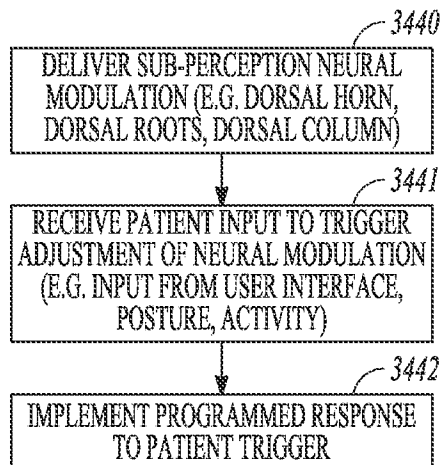 3440
DELIVER SUB-PERCEPTION NEURAL
MODULATION (E.G. DORSAL HORN,
DORSAL ROOTS, DORSAL COLUMN)
3441
RECEIVE PATIENT INPUT TO TRIGGER
ADJUSTMENT OF NEURAL MODULATION
(E.G. INPUT FROM USER INTERFACE,
POSTURE, ACTIVITY)
3442
IMPLEMENT PROGRAMMED RESPONSE
TO PATIENT TRIGGER